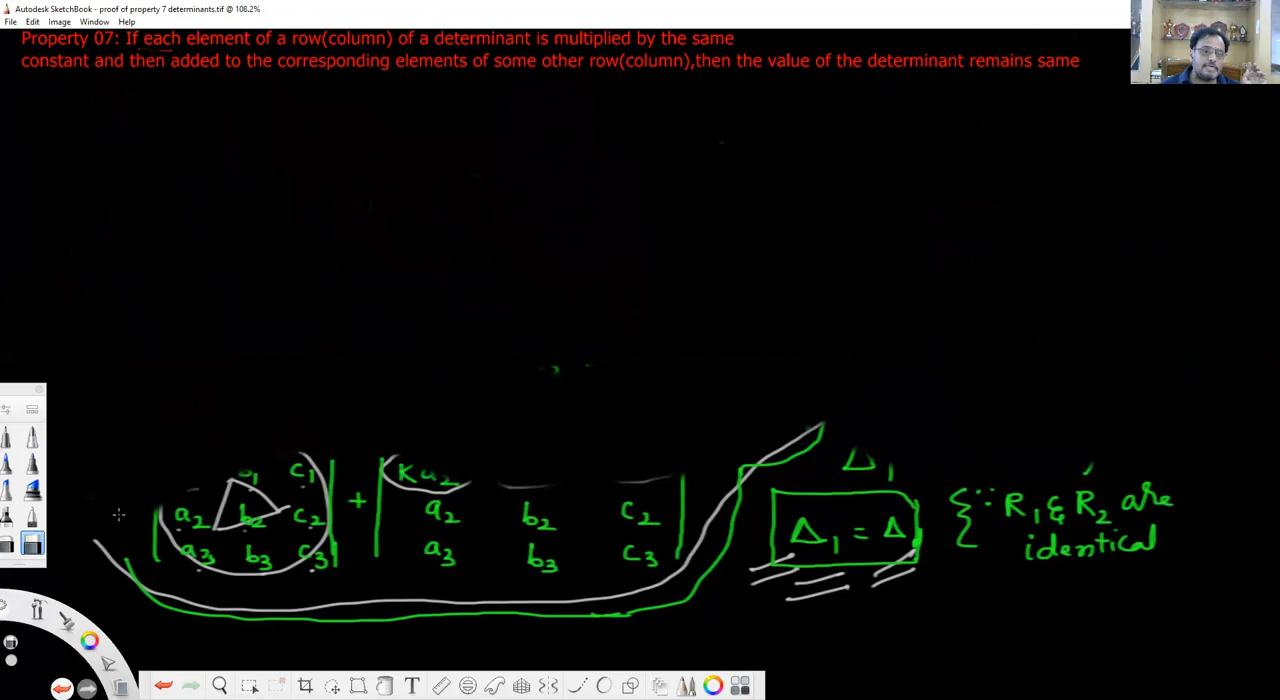 Autodesk SketchBook - proof of property 7 determinants.tif @ 108.2%
File Edit Image Window Help
Property 07: If each element of a row(column) of a determinant is multiplied by the same
constant and then added to the corresponding elements of some other row(column),then the value of the determinant remains same
c₁ | + | Ka₂ Δ₁
| a₂ b₂ c₂ | a₂ b₂ c₂ | Δ₁ = Δ {∵ R₁ & R₂ are
a₃ b₃ c₃ | a₃ b₃ c₃ | identical